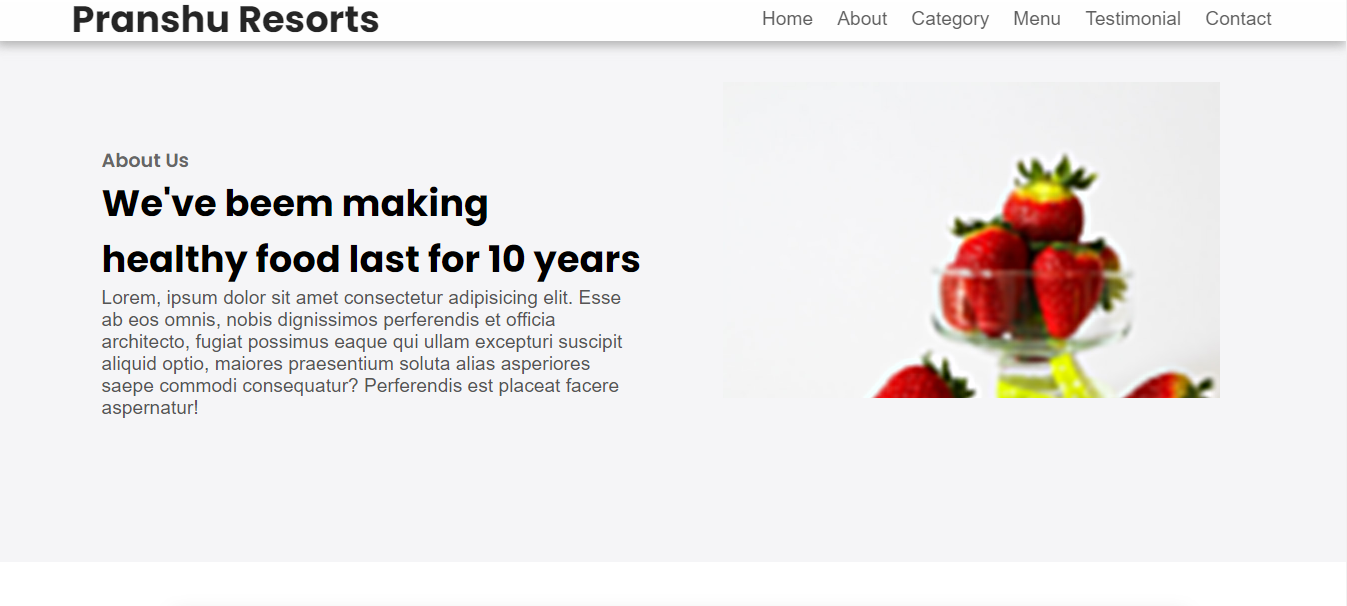 Pranshu Resorts
Home About Category Menu Testimonial Contact
About Us
We've beem making
healthy food last for 10 years
Lorem, ipsum dolor sit amet consectetur adipisicing elit. Esse
ab eos omnis, nobis dignissimos perferendis et officia
architecto, fugiat possimus eaque qui ullam excepturi suscipit
aliquid optio, maiores praesentium soluta alias asperiores
saepe commodi consequatur? Perferendis est placeat facere
aspernatur!